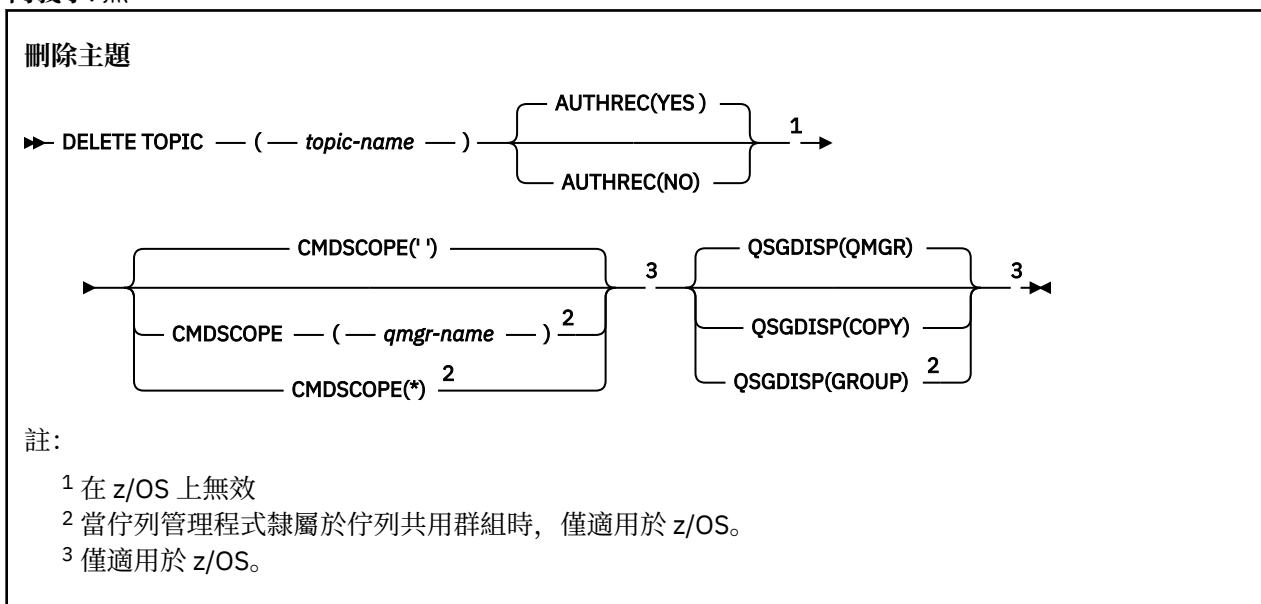 刪除主題
AUTHREC(YES )
DELETE TOPIC ( topic-name ) 1
AUTHREC(NO)
CMDSCOPE(' ') QSGDISP(QMGR)
3 3
CMDSCOPE ( qmgr-name ) 2 QSGDISP(COPY)
CMDSCOPE(*) 2 QSGDISP(GROUP) 2
註：
1 在 z/OS 上無效
2 當佇列管理程式隸屬於佇列共用群組時，僅適用於 z/OS。
3 僅適用於 z/OS。